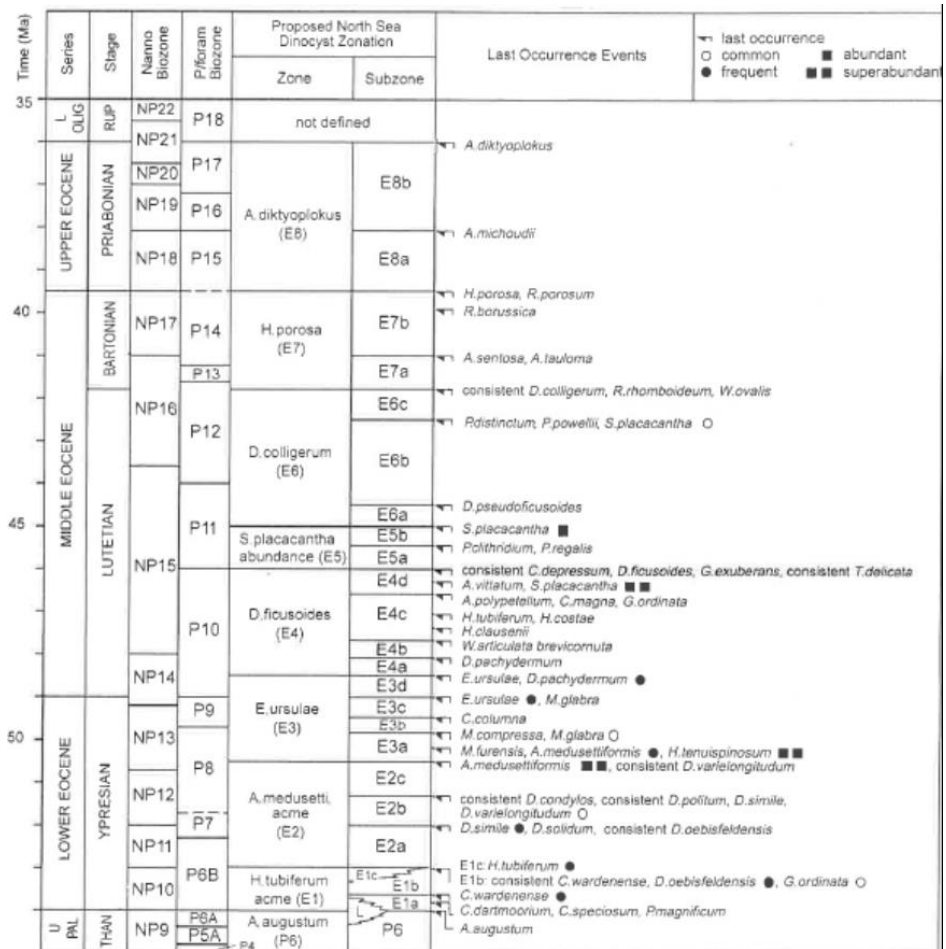 Time (Ma)
Series
Stage
Nanno Biozone
P/foram Biozone
Proposed North Sea
Dinocyst Zonation
Zone
Subzone
Last Occurrence Events
last occurrence
common
frequent
abundant
superabundant
35
40
45
50
L OLIG
UPPER EOCENE
MIDDLE EOCENE
LOWER EOCENE
U PAL
RUP
PRIABONIAN
BARTONIAN
LUTETIAN
YPRESIAN
THAN
NP22
NP21
NP20
NP19
NP18
NP17
NP16
NP15
NP14
NP13
NP12
NP11
NP10
NP9
P18
P17
P16
P15
P14
P13
P12
P11
P10
P9
P8
P7
P6B
P6A
P5A
P4
not defined
A.diktyoplokus
(E8)
H.porosa
(E7)
D.colligerum
(E6)
S.placacantha
abundance (E5)
D.ficusoides
(E4)
E.ursulae
(E3)
A.medusetti,
acme
(E2)
H.tubiferum
acme (E1)
A.augustum
(P6)
E8b
E8a
E7b
E7a
E6c
E6b
E6a
E5b
E5a
E4d
E4c
E4b
E4a
E3d
E3c
E3b
E3a
E2c
E2b
E2a
E1c
E1b
E1a
L
P6
A.diktyoplokus
A.michoudii
H.porosa, R.porosum
R.borussica
A.sentosa, A.tauloma
consistent D.colligerum, R.rhomboideum, W.ovalis
P.distinctum, P.powellii, S.placacantha
D.pseudoficusoides
S.placacantha
P.clithridium, P.regalis
consistent C.depressum, D.ficusoides, G.exuberans, consistent T.delicata
A.vittatum, S.placacantha
A.polypetellum, C.magna, G.ordinata
H.tubiferum, H.costae
H.clausenii
W.articulata brevicornuta
D.pachydermum
E.ursulae, D.pachydermum
E.ursulae, M.glabra
C.columna
M.compressa, M.glabra
M.furensis, A.medusettiformis, H.tenuispinosum
A.medusettiformis, consistent D.varielongitudum
consistent D.condylos, consistent D.politum, D.simile,
D.varielongitudum
D.simile, D.solidum, consistent D.oebisfeldensis
E1c: H.tubiferum
E1b: consistent C.wardenense, D.oebisfeldensis, G.ordinata
C.wardenense
C.dartmoorium, C.speciosum, P.magnificum
A.augustum